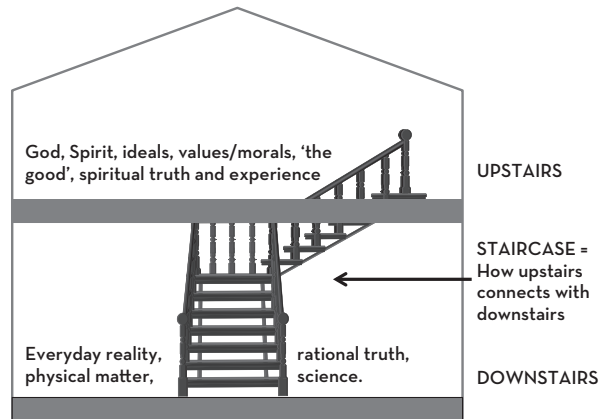 God, Spirit, ideals, values/morals, ‘the
good’, spiritual truth and experience
UPSTAIRS
STAIRCASE =
How upstairs
connects with
downstairs
Everyday reality,
physical matter,
rational truth,
science.
DOWNSTAIRS